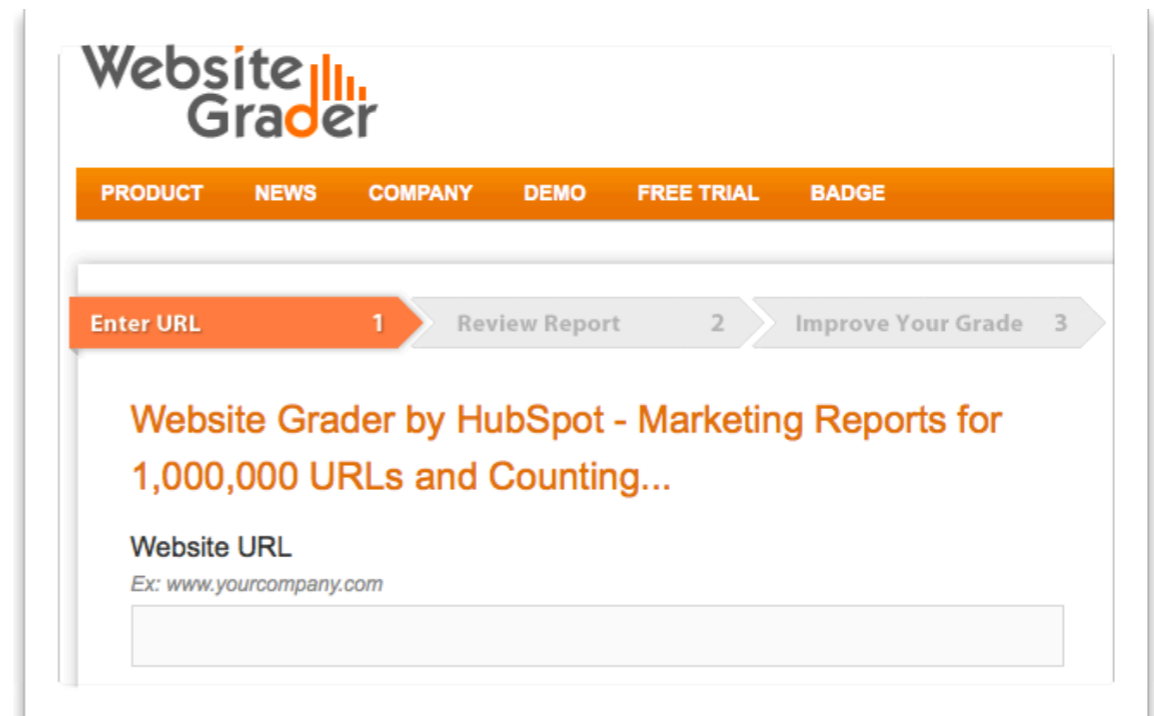 Website
Grader
PRODUCT NEWS COMPANY DEMO FREE TRIAL BADGE
Enter URL 1 Review Report 2 Improve Your Grade 3
Website Grader by HubSpot - Marketing Reports for
1,000,000 URLs and Counting...
Website URL
Ex: www.yourcompany.com